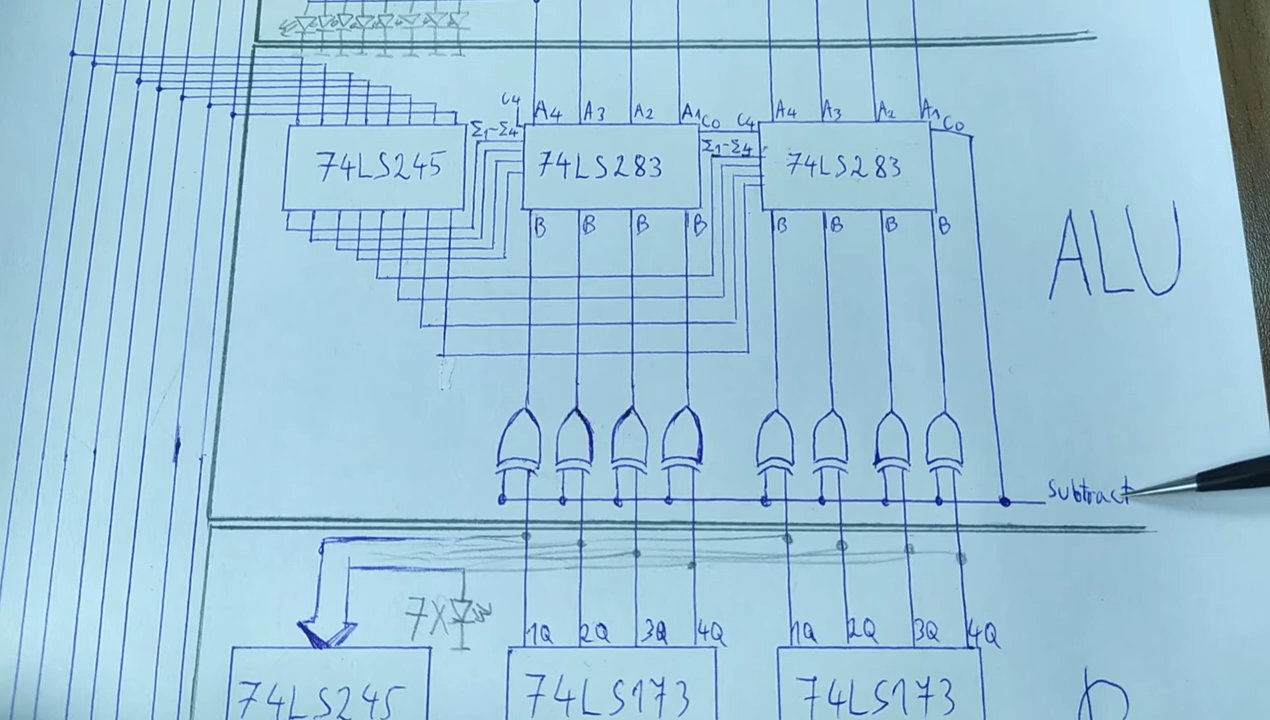 C4 A4 A3 A2 A1 C0 C4 A4 A3 A2 A1 C0
Σ1-Σ4 Σ1-Σ4
74LS245 74LS283 74LS283
B B B B B B B B
ALU
Subtract
7X
1Q 2Q 3Q 4Q 1Q 2Q 3Q 4Q
74LS245 74LS173 74LS173